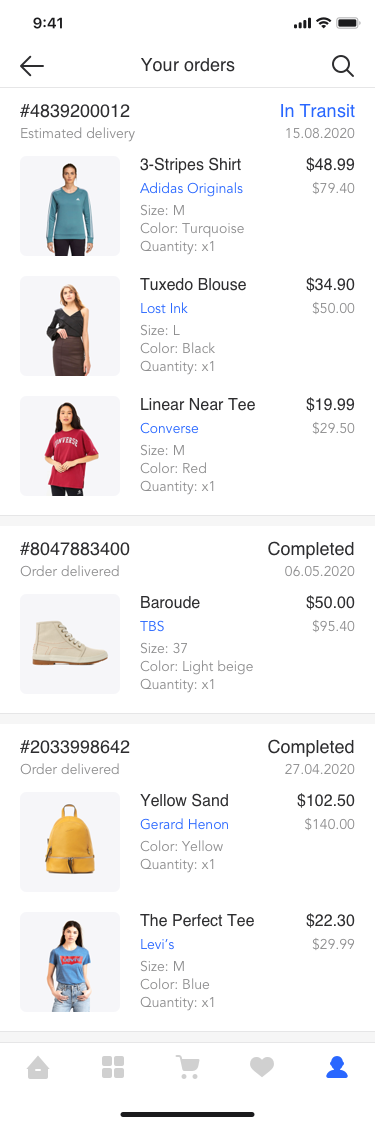 9:41
Your orders
#4839200012 In Transit
Estimated delivery 15.08.2020
3-Stripes Shirt $48.99
Adidas Originals $79.40
Size: M
Color: Turquoise
Quantity: x1
Tuxedo Blouse $34.90
Lost Ink $50.00
Size: L
Color: Black
Quantity: x1
Linear Near Tee $19.99
Converse $29.50
Size: M
Color: Red
Quantity: x1
CONVERSE
#8047883400 Completed
Order delivered 06.05.2020
Baroude $50.00
TBS $95.40
Size: 37
Color: Light beige
Quantity: x1
#2033998642 Completed
Order delivered 27.04.2020
Yellow Sand $102.50
Gerard Henon $140.00
Color: Yellow
Quantity: x1
The Perfect Tee $22.30
Levi’s $29.99
Size: M
Color: Blue
Quantity: x1